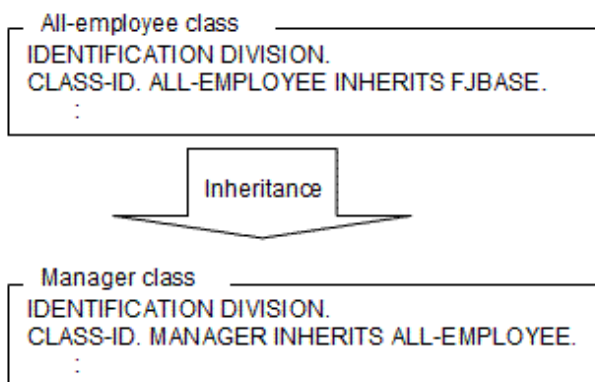 All-employee class
IDENTIFICATION DIVISION.
CLASS-ID. ALL-EMPLOYEE INHERITS FJBASE.
:
Inheritance
Manager class
IDENTIFICATION DIVISION.
CLASS-ID. MANAGER INHERITS ALL-EMPLOYEE.
: